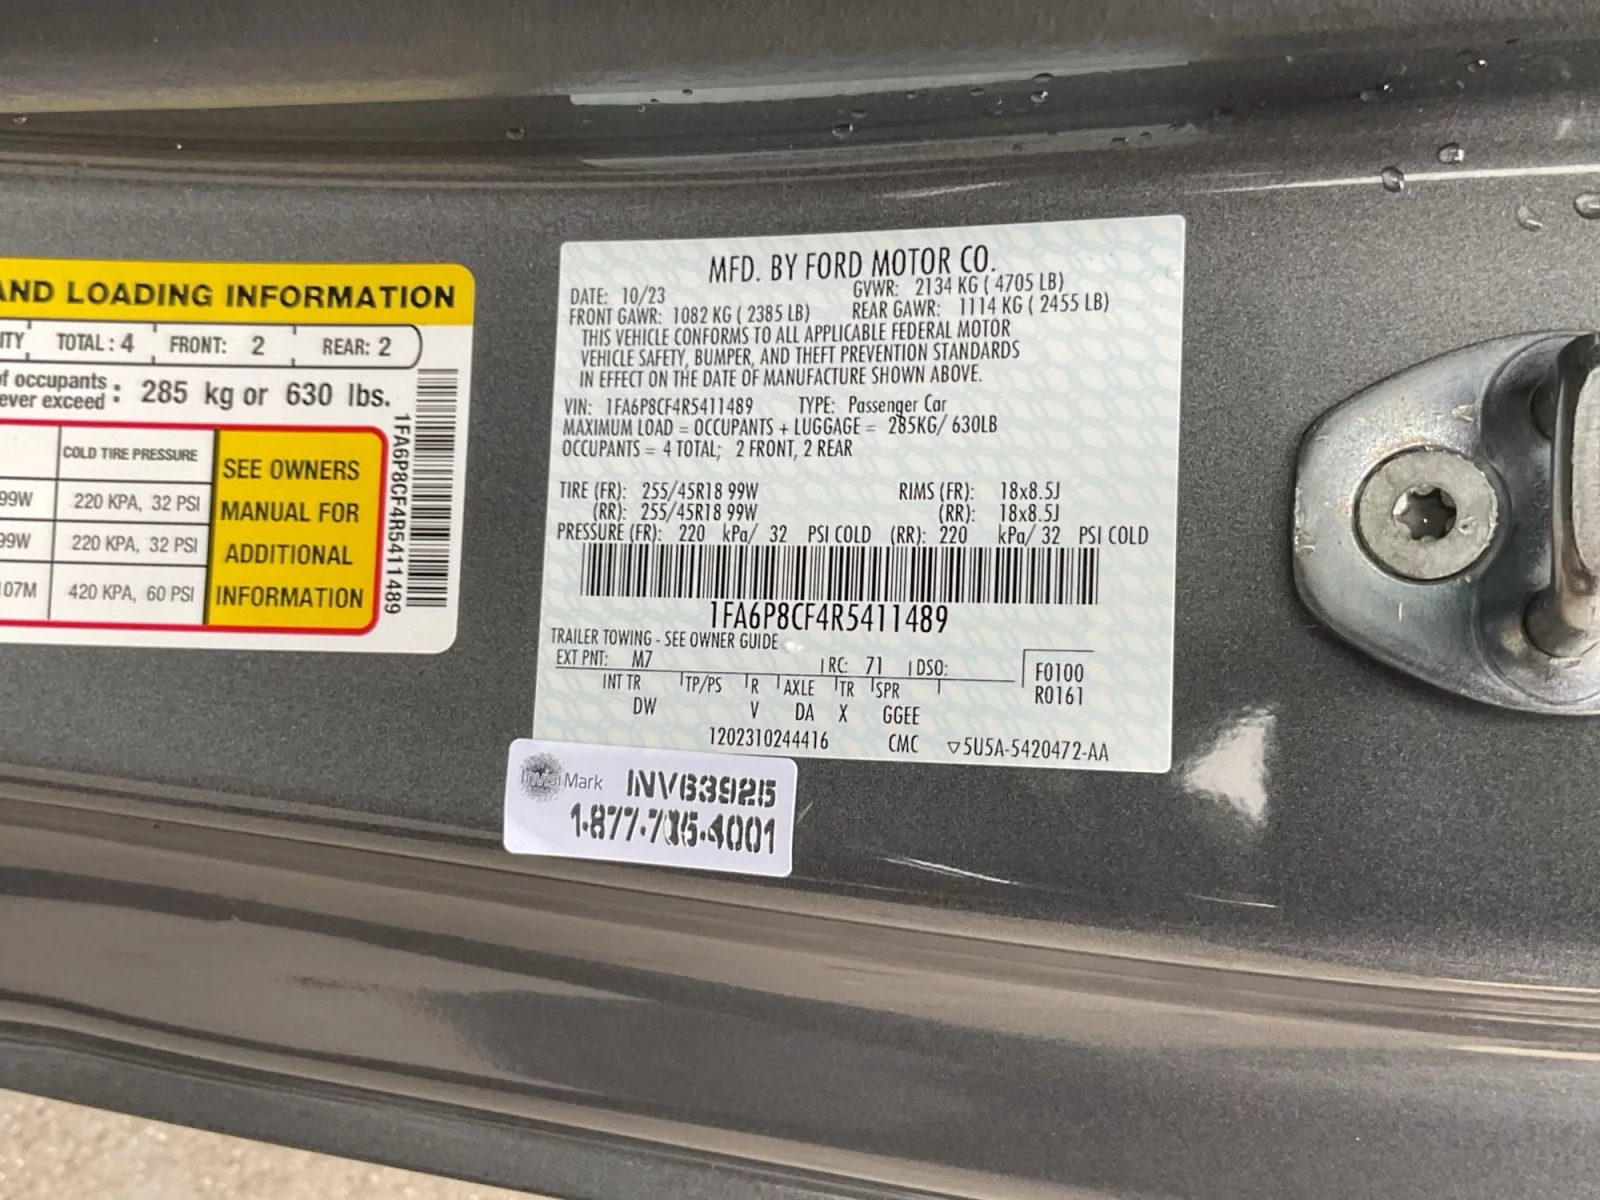 AND LOADING INFORMATION
ITY TOTAL: 4 FRONT: 2 REAR: 2
of occupants
ever exceed : 285 kg or 630 lbs.
COLD TIRE PRESSURE
99W 220 KPA, 32 PSI
99W 220 KPA, 32 PSI
07M 420 KPA, 60 PSI
SEE OWNERS
MANUAL FOR
ADDITIONAL
INFORMATION
1FA6P8CF4R5411489
MFD. BY FORD MOTOR CO.
DATE: 10/23 GVWR: 2134 KG ( 4705 LB)
FRONT GAWR: 1082 KG ( 2385 LB) REAR GAWR: 1114 KG ( 2455 LB)
THIS VEHICLE CONFORMS TO ALL APPLICABLE FEDERAL MOTOR
VEHICLE SAFETY, BUMPER, AND THEFT PREVENTION STANDARDS
IN EFFECT ON THE DATE OF MANUFACTURE SHOWN ABOVE.
VIN: 1FA6P8CF4R5411489 TYPE: Passenger Car
MAXIMUM LOAD = OCCUPANTS + LUGGAGE = 285KG/ 630LB
OCCUPANTS = 4 TOTAL; 2 FRONT, 2 REAR
TIRE (FR): 255/45R18 99W RIMS (FR): 18x8.5J
(RR): 255/45R18 99W (RR): 18x8.5J
PRESSURE (FR): 220 kPa/ 32 PSI COLD (RR): 220 kPa/ 32 PSI COLD
1FA6P8CF4R5411489
TRAILER TOWING - SEE OWNER GUIDE
EXT PNT: M7 RC: 71 DSO: F0100
INT TR TP/PS R AXLE TR SPR R0161
DW V DA X GGEE
1202310244416 CMC ▽5U5A-5420472-AA
InvisiMark INV63925